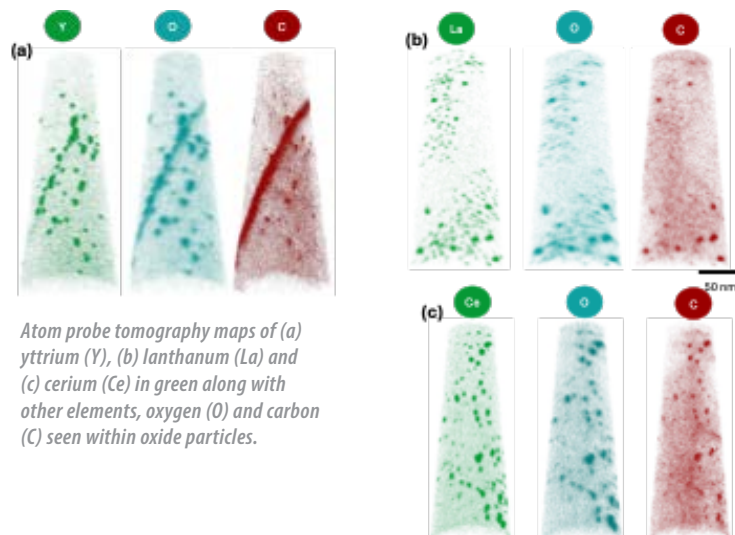 Y O C
(a)
(b) La O C
50 nm
(c) Ce O C
Atom probe tomography maps of (a)
yttrium (Y), (b) lanthanum (La) and
(c) cerium (Ce) in green along with
other elements, oxygen (O) and carbon
(C) seen within oxide particles.